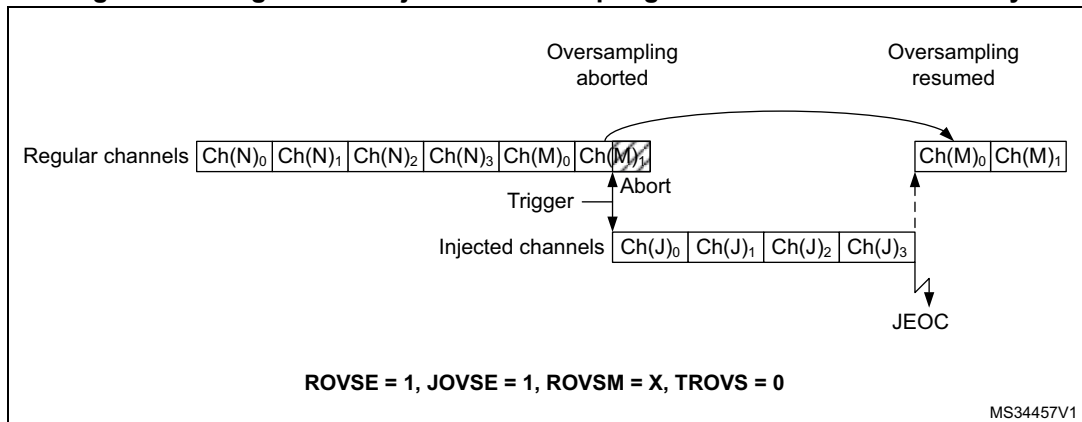 Oversampling
aborted
Oversampling
resumed
Regular channels
Ch(N)₀ Ch(N)₁ Ch(N)₂ Ch(N)₃ Ch(M)₀ Ch(M)₁
Ch(M)₀ Ch(M)₁
Abort
Trigger
Injected channels
Ch(J)₀ Ch(J)₁ Ch(J)₂ Ch(J)₃
JEOC
ROVSE = 1, JOVSE = 1, ROVSM = X, TROVS = 0
MS34457V1